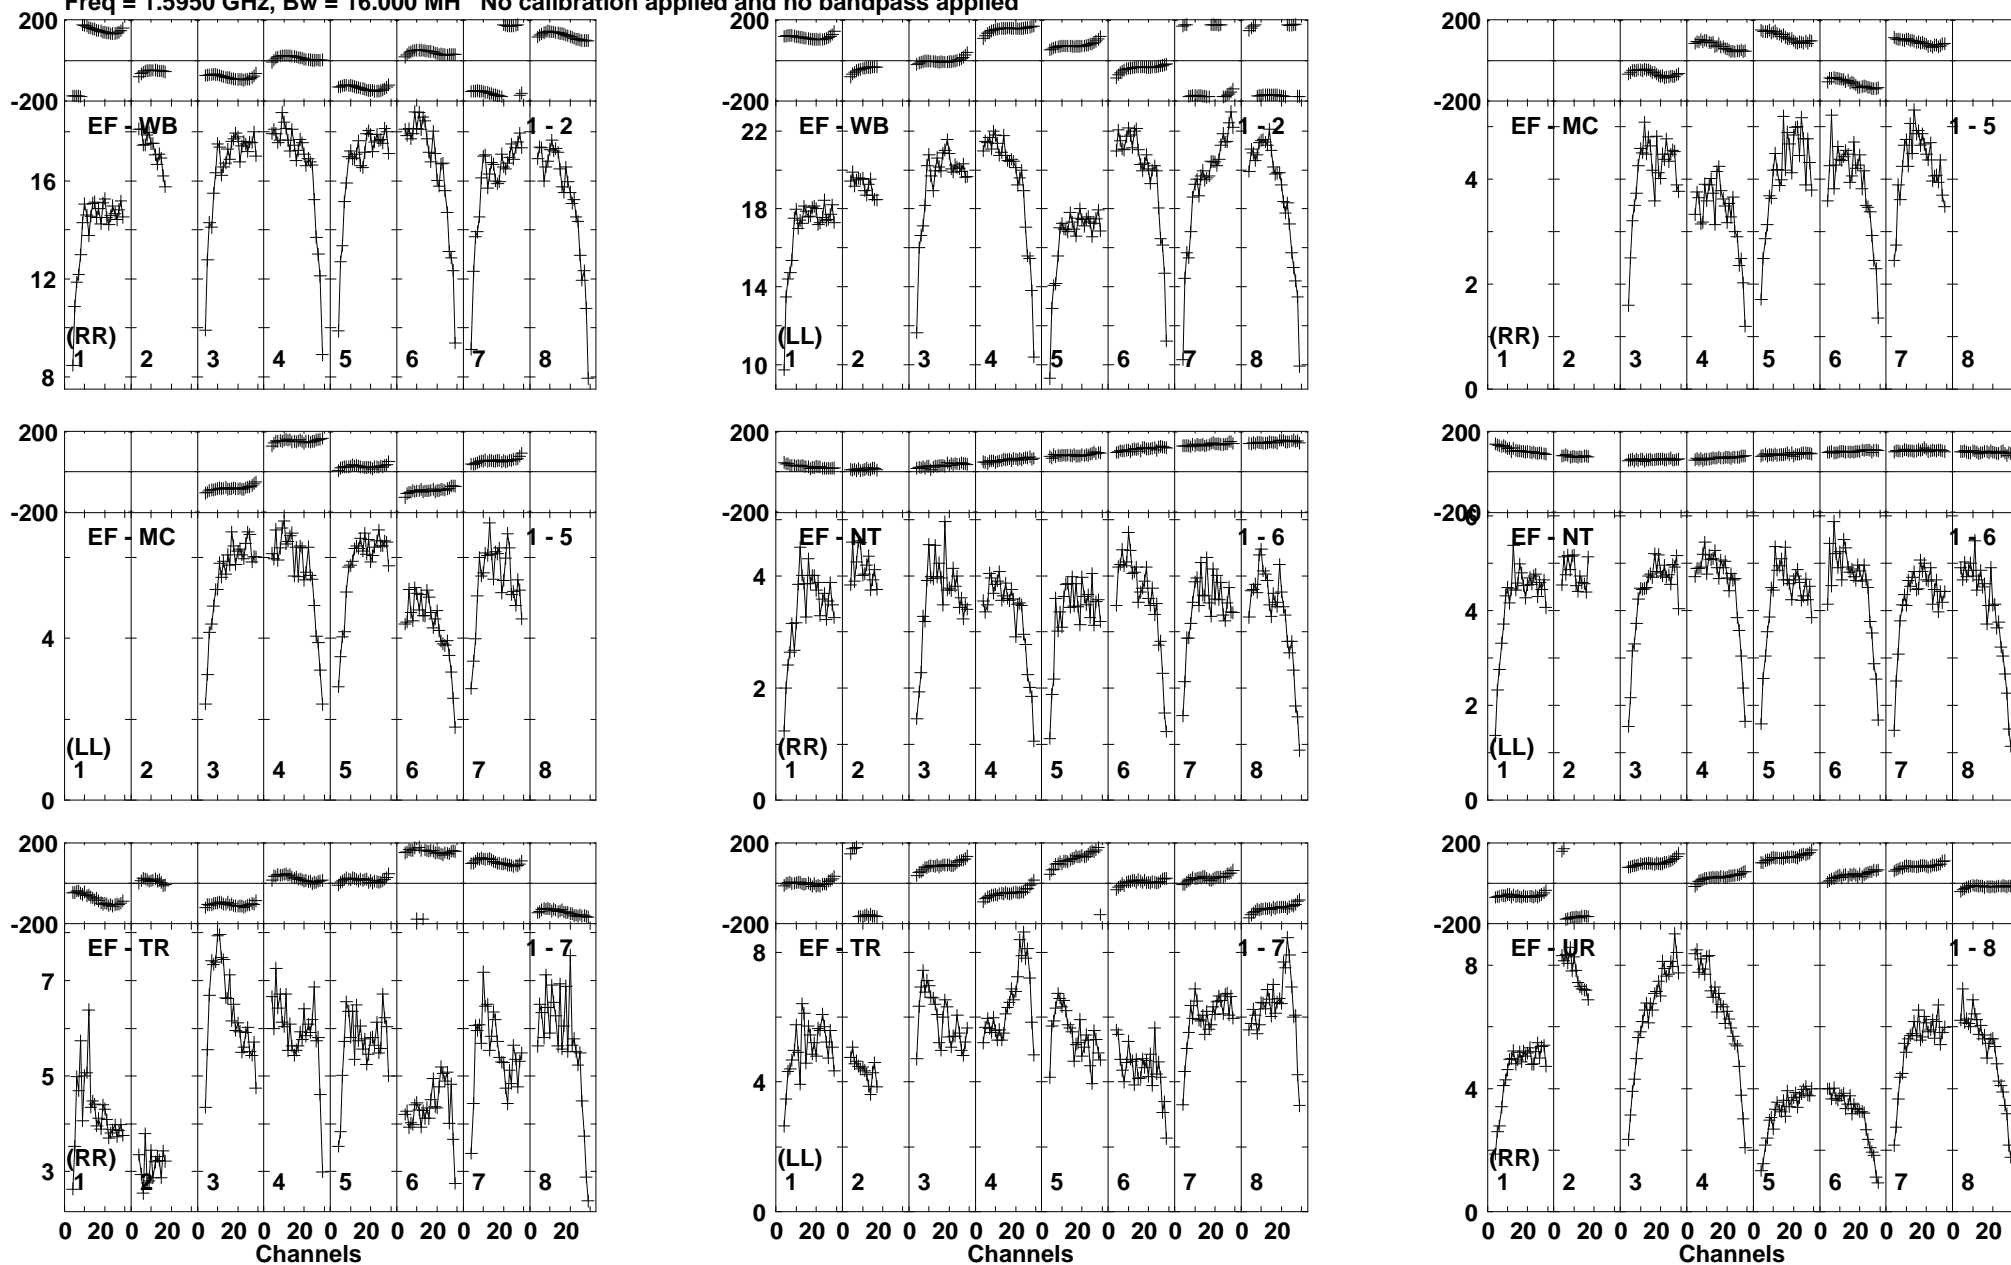 Freq = 1.5950 GHz, Bw = 16.000 MH No calibration applied and no bandpass applied
200 200 200
-200 -200 -200
EF - WB 1 - 2 EF - WB 1 - 2 EF - MC 1 - 5
16 12 8
22 18 14 10
4 2 0
(RR) (LL) (RR)
1 2 3 4 5 6 7 8 1 2 3 4 5 6 7 8 1 2 3 4 5 6 7 8
200 200 200
-200 -200 -200
EF - MC 1 - 5 EF - NT 1 - 6 EF - NT 1 - 6
4 0
4 2 0
6 4 2 0
(LL) (RR) (LL)
1 2 3 4 5 6 7 8 1 2 3 4 5 6 7 8 1 2 3 4 5 6 7 8
200 200 200
-200 -200 -200
EF - TR 1 - 7 EF - TR 1 - 7 EF - UR 1 - 8
7 5 3
8 4 0
8 4 0
(RR) (LL) (RR)
1 2 3 4 5 6 7 8 1 2 3 4 5 6 7 8 1 2 3 4 5 6 7 8
0 20 0 20 0 20 0 20 0 20 0 20 0 20 0 20 0 20 0 20 0 20 0 20 0 20 0 20 0 20 0 20 0 20 0 20 0 20 0 20 0 20 0 20 0 20 0 20
Channels Channels Channels